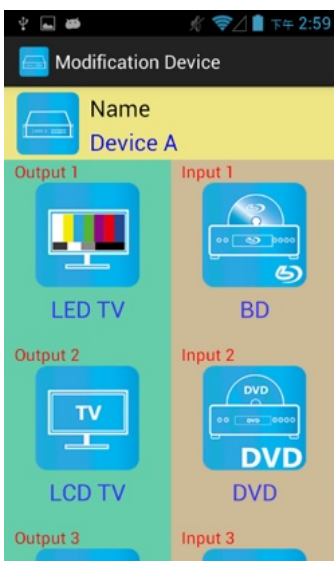 下午 2:59
Modification Device
Name
Device A
Output 1
Input 1
LED TV
BD
Output 2
Input 2
TV
DVD
DVD
DVD
LCD TV
DVD
Output 3
Input 3